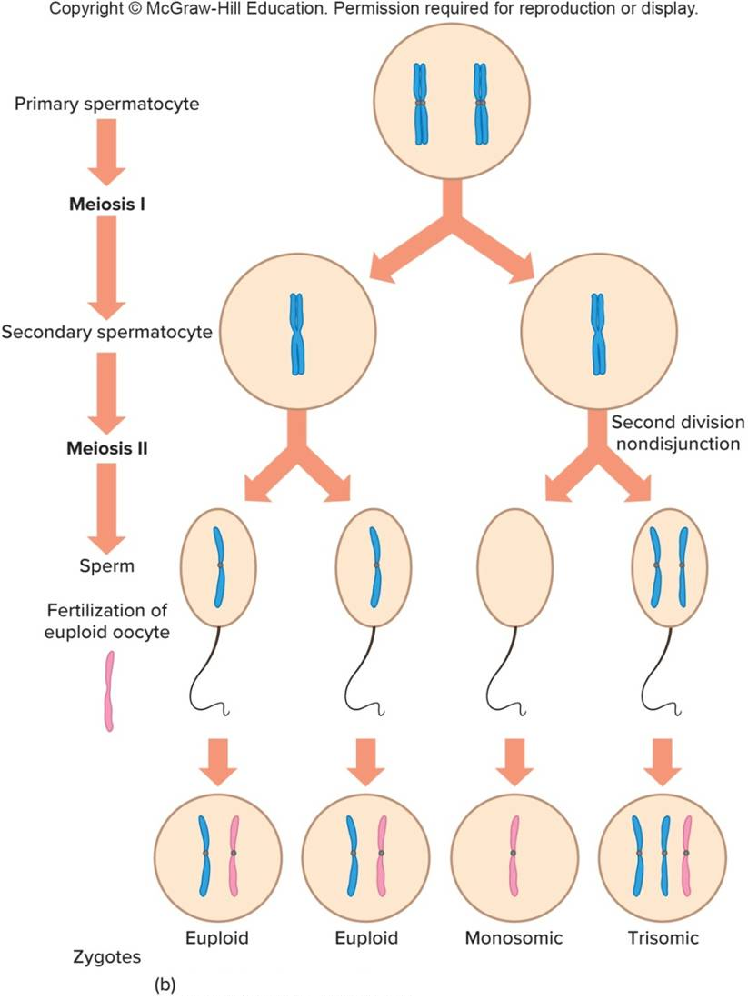 Copyright © McGraw-Hill Education. Permission required for reproduction or display.
Primary spermatocyte
Meiosis I
Secondary spermatocyte
Second division
nondisjunction
Meiosis II
Sperm
Fertilization of
euploid oocyte
Euploid
Euploid
Monosomic
Trisomic
Zygotes
(b)